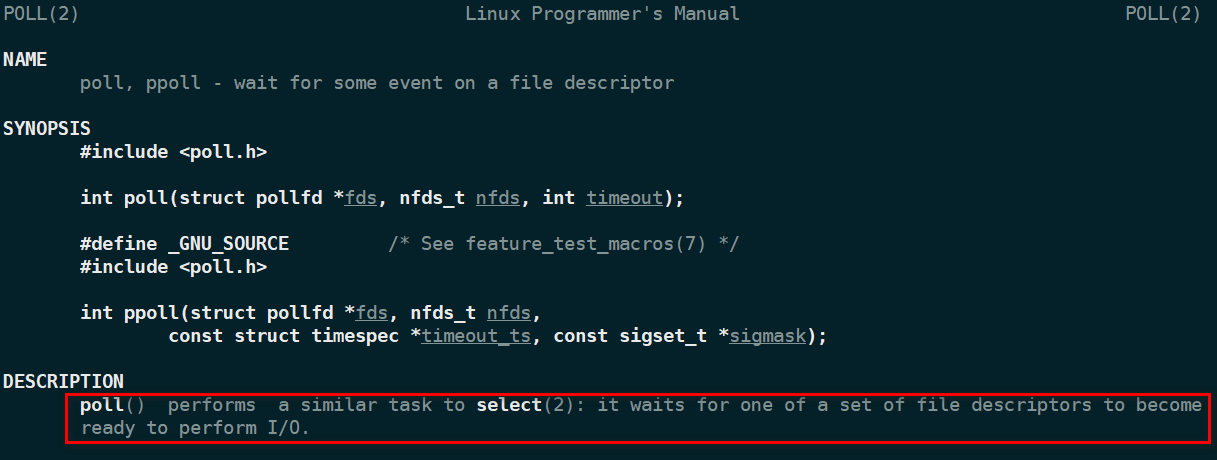 POLL(2) Linux Programmer's Manual POLL(2)
NAME
poll, ppoll - wait for some event on a file descriptor
SYNOPSIS
#include <poll.h>
int poll(struct pollfd *fds, nfds_t nfds, int timeout);
#define _GNU_SOURCE /* See feature_test_macros(7) */
#include <poll.h>
int ppoll(struct pollfd *fds, nfds_t nfds,
const struct timespec *timeout_ts, const sigset_t *sigmask);
DESCRIPTION
poll() performs a similar task to select(2): it waits for one of a set of file descriptors to become
ready to perform I/O.